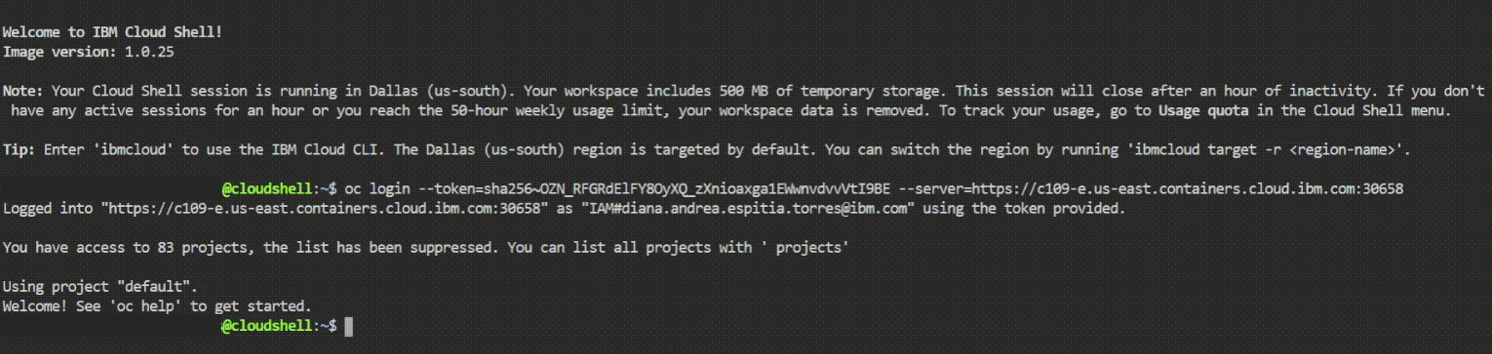 Welcome to IBM Cloud Shell!
Image version: 1.0.25
Note: Your Cloud Shell session is running in Dallas (us-south). Your workspace includes 500 MB of temporary storage. This session will close after an hour of inactivity. If you don't
have any active sessions for an hour or you reach the 50-hour weekly usage limit, your workspace data is removed. To track your usage, go to Usage quota in the Cloud Shell menu.
Tip: Enter 'ibmcloud' to use the IBM Cloud CLI. The Dallas (us-south) region is targeted by default. You can switch the region by running 'ibmcloud target -r <region-name>'.
@cloudshell:~$ oc login --token=sha256~OZN_RFGRdElFY8OyXQ_zXnioaxga1EWwnvdvvVtI9BE --server=https://c109-e.us-east.containers.cloud.ibm.com:30658
Logged into "https://c109-e.us-east.containers.cloud.ibm.com:30658" as "IAM#diana.andrea.espitia.torres@ibm.com" using the token provided.
You have access to 83 projects, the list has been suppressed. You can list all projects with ' projects'
Using project "default".
Welcome! See 'oc help' to get started.
@cloudshell:~$